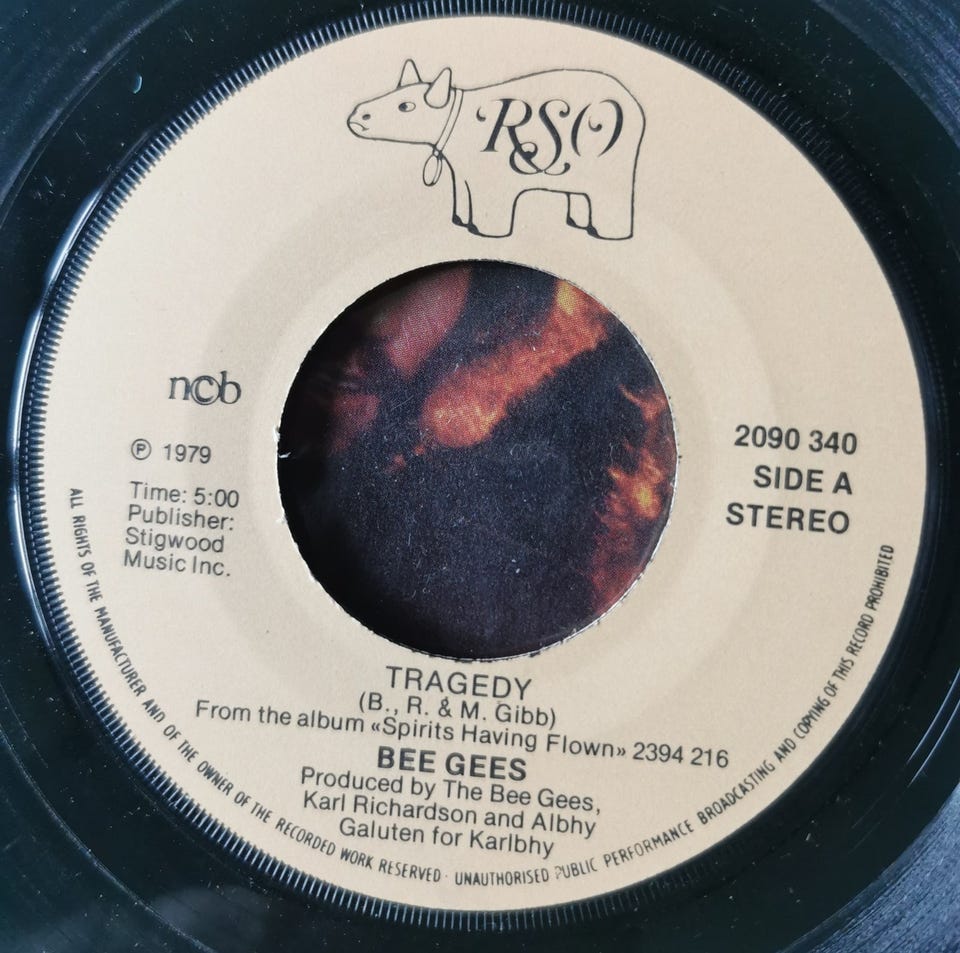 RSO
ncb
℗ 1979
Time: 5:00
Publisher:
Stigwood
Music Inc.
2090 340
SIDE A
STEREO
TRAGEDY
(B., R. & M. Gibb)
From the album «Spirits Having Flown» 2394 216
BEE GEES
Produced by The Bee Gees,
Karl Richardson and Albhy
Galuten for Karlbhy
ALL RIGHTS OF THE MANUFACTURER AND OF THE OWNER OF THE RECORDED WORK RESERVED · UNAUTHORISED PUBLIC PERFORMANCE BROADCASTING AND COPYING OF THIS RECORD PROHIBITED